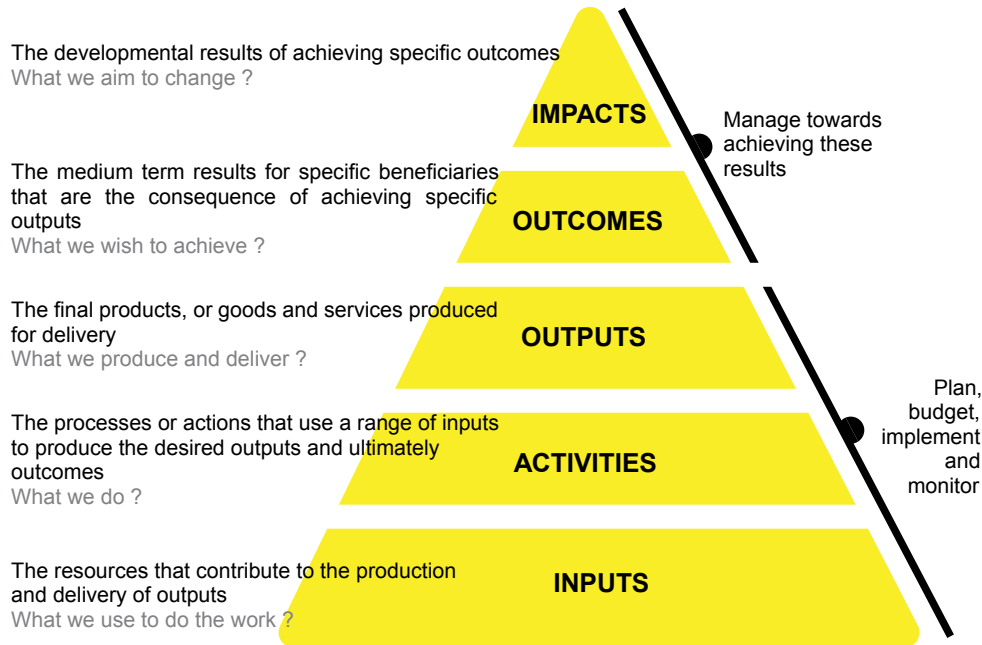 The developmental results of achieving specific outcomes
What we aim to change ?
IMPACTS
Manage towards
achieving these
results
The medium term results for specific beneficiaries
that are the consequence of achieving specific
outputs
What we wish to achieve ?
OUTCOMES
The final products, or goods and services produced
for delivery
What we produce and deliver ?
OUTPUTS
The processes or actions that use a range of inputs
to produce the desired outputs and ultimately
outcomes
What we do ?
ACTIVITIES
Plan,
budget,
implement
and
monitor
The resources that contribute to the production
and delivery of outputs
What we use to do the work ?
INPUTS